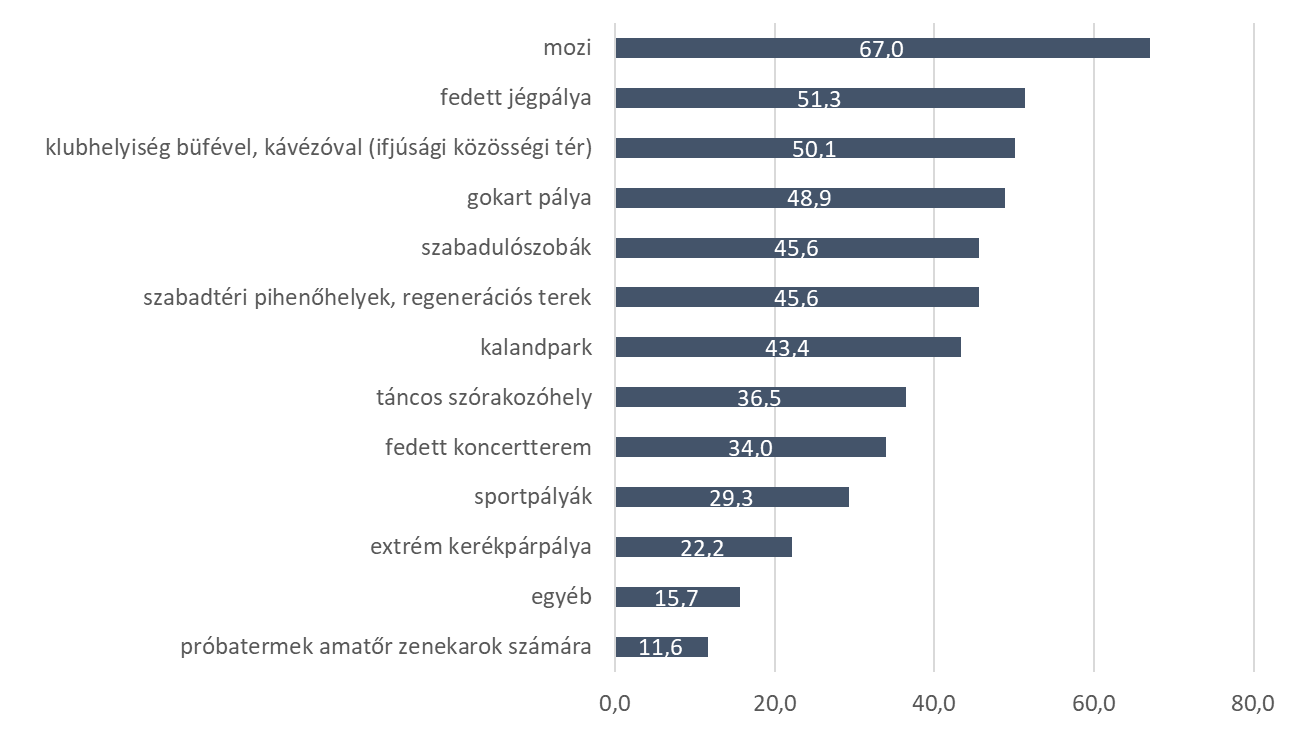 mozi 67,0
fedett jégpálya 51,3
klubhelyiség büfével, kávézóval (ifjúsági közösségi tér) 50,1
gokart pálya 48,9
szabadulószobák 45,6
szabadtéri pihenőhelyek, regenerációs terek 45,6
kalandpark 43,4
táncos szórakozóhely 36,5
fedett koncertterem 34,0
sportpályák 29,3
extrém kerékpárpálya 22,2
egyéb 15,7
próbatermek amatőr zenekarok számára 11,6
0,0 20,0 40,0 60,0 80,0